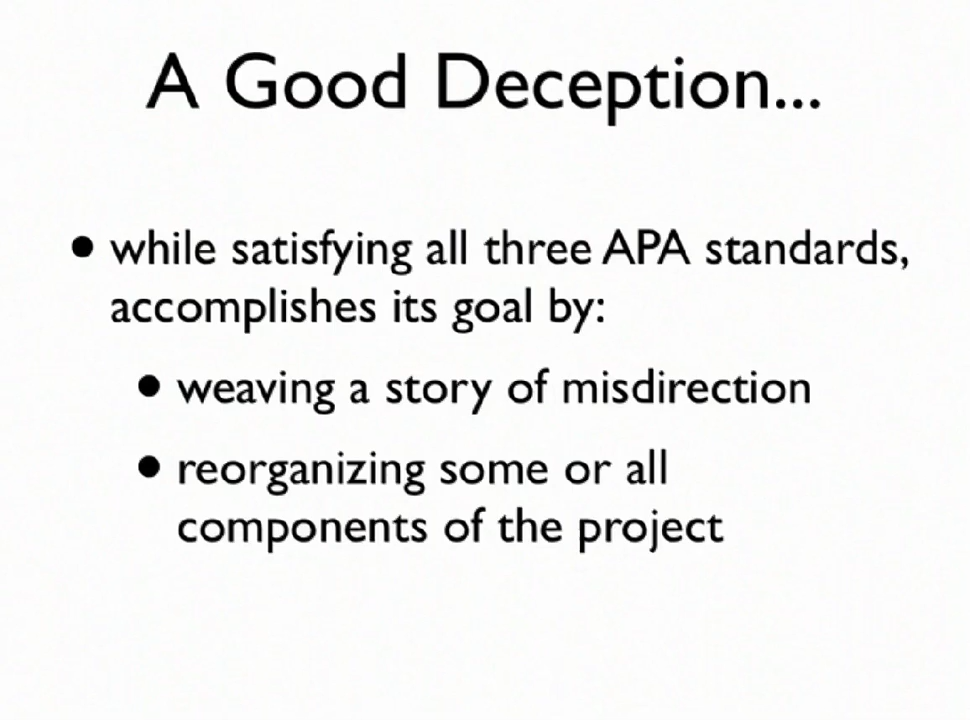 A Good Deception...
• while satisfying all three APA standards,
accomplishes its goal by:
• weaving a story of misdirection
• reorganizing some or all
components of the project